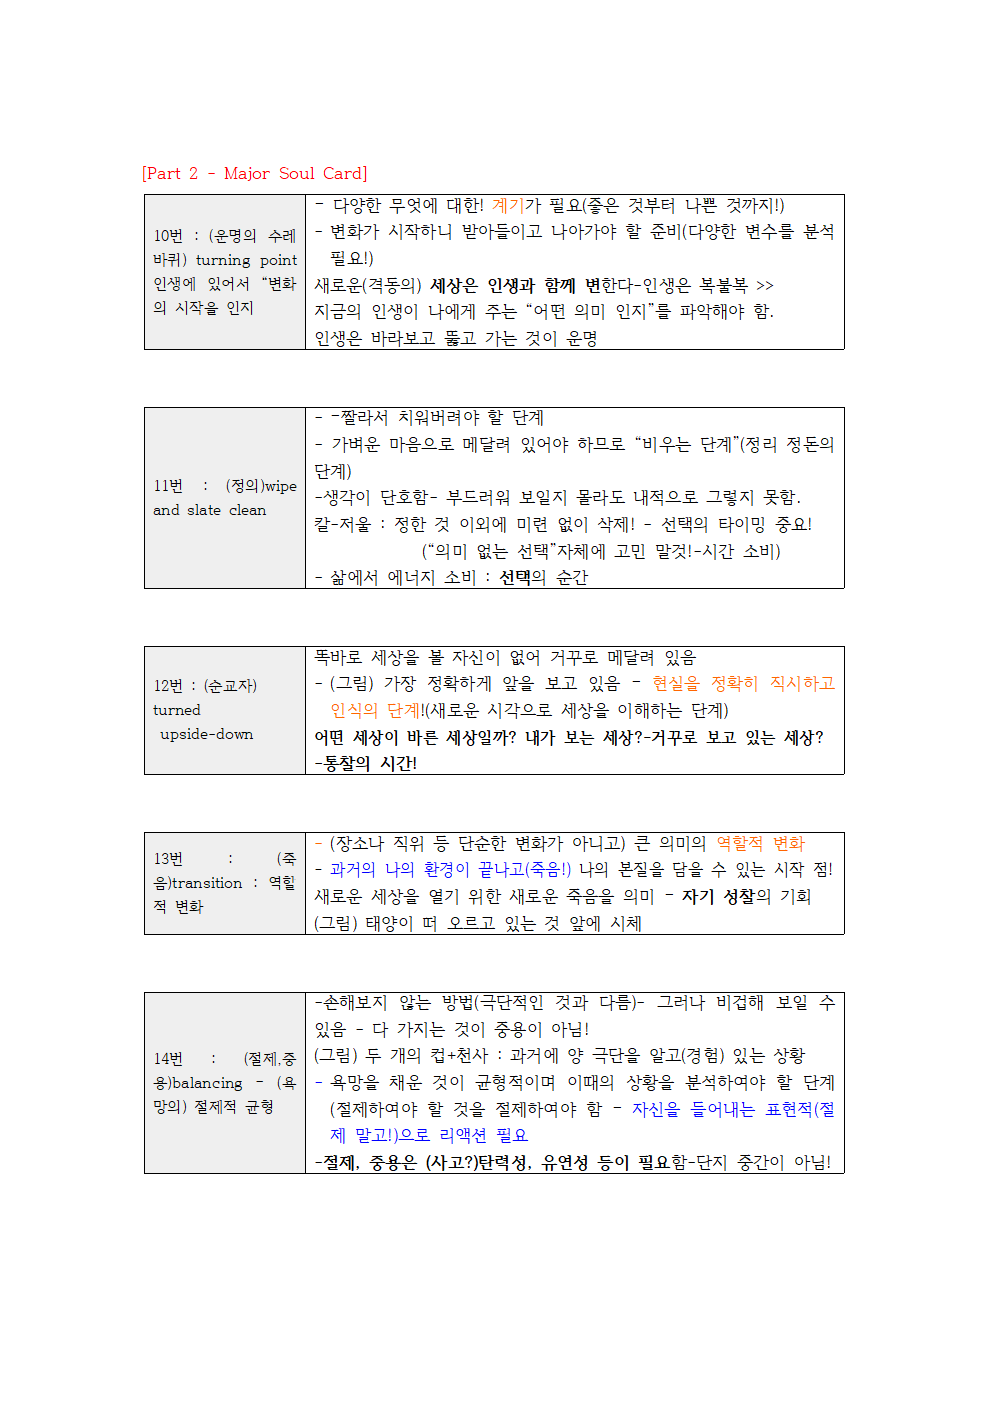 [Part 2 - Major Soul Card]
10번 : (운명의 수레
바퀴) turning point
인생에 있어서 “변화
의 시작을 인지
- 다양한 무엇에 대한! 계기가 필요(좋은 것부터 나쁜 것까지!)
- 변화가 시작하니 받아들이고 나아가야 할 준비(다양한 변수를 분석
필요!)
새로운(격동의) 세상은 인생과 함께 변한다-인생은 복불복 >>
지금의 인생이 나에게 주는 “어떤 의미 인지”를 파악해야 함.
인생은 바라보고 뚫고 가는 것이 운명
11번 : (정의)wipe
and slate clean
- -짤라서 치워버려야 할 단계
- 가벼운 마음으로 메달려 있어야 하므로 “비우는 단계”(정리 정돈의
단계)
-생각이 단호함- 부드러워 보일지 몰라도 내적으로 그렇지 못함.
칼-저울 : 정한 것 이외에 미련 없이 삭제! - 선택의 타이밍 중요!
(“의미 없는 선택”자체에 고민 말것!-시간 소비)
- 삶에서 에너지 소비 : 선택의 순간
12번 : (순교자)
turned
upside-down
똑바로 세상을 볼 자신이 없어 거꾸로 메달려 있음
- (그림) 가장 정확하게 앞을 보고 있음 - 현실을 정확히 직시하고
인식의 단계!(새로운 시각으로 세상을 이해하는 단계)
어떤 세상이 바른 세상일까? 내가 보는 세상?-거꾸로 보고 있는 세상?
-통찰의 시간!
13번 : (죽
음)transition : 역할
적 변화
- (장소나 직위 등 단순한 변화가 아니고) 큰 의미의 역할적 변화
- 과거의 나의 환경이 끝나고(죽음!) 나의 본질을 담을 수 있는 시작 점!
새로운 세상을 열기 위한 새로운 죽음을 의미 - 자기 성찰의 기회
(그림) 태양이 떠 오르고 있는 것 앞에 시체
14번 : (절제,중
용)balancing - (욕
망의) 절제적 균형
-손해보지 않는 방법(극단적인 것과 다름)- 그러나 비겁해 보일 수
있음 - 다 가지는 것이 중용이 아님!
(그림) 두 개의 컵+천사 : 과거에 양 극단을 알고(경험) 있는 상황
- 욕망을 채운 것이 균형적이며 이때의 상황을 분석하여야 할 단계
(절제하여야 할 것을 절제하여야 함 - 자신을 들어내는 표현적(절
제 말고!)으로 리액션 필요
-절제, 중용은 (사고?)탄력성, 유연성 등이 필요함-단지 중간이 아님!